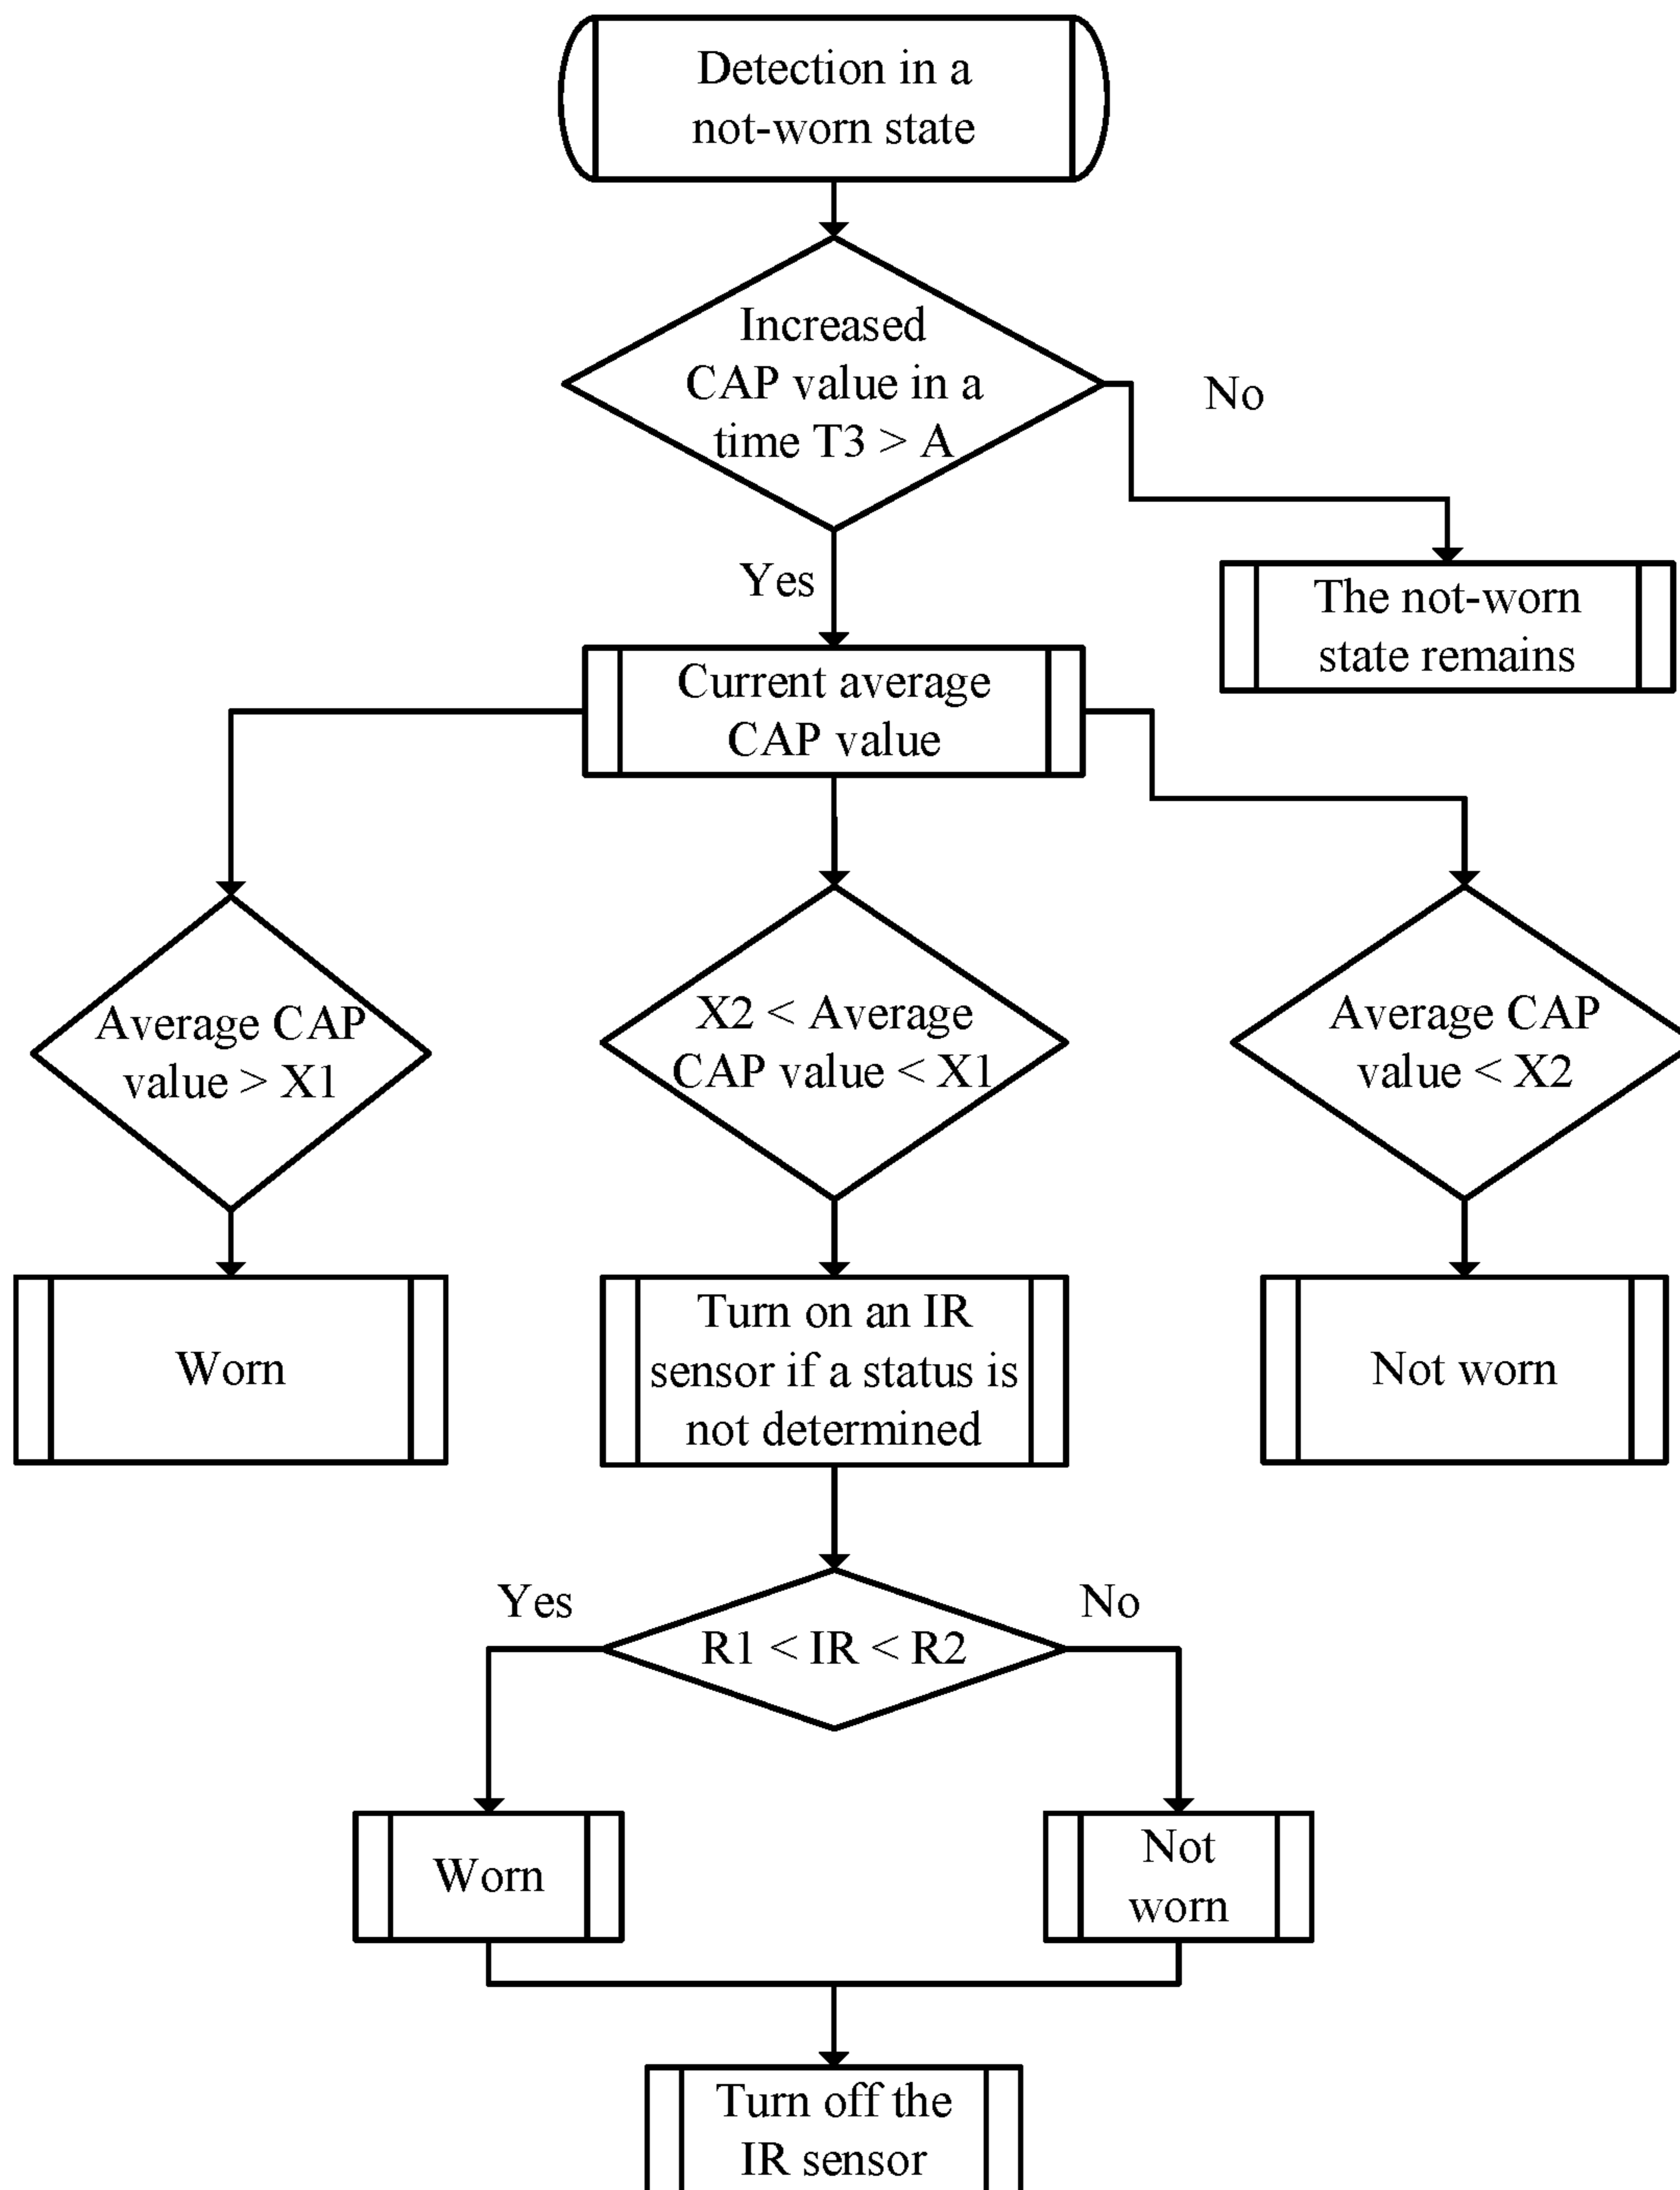 Detection in a
not-worn state
Increased
CAP value in a
time T3 > A
No
Yes
The not-worn
state remains
Current average
CAP value
Average CAP
value > X1
X2 < Average
CAP value < X1
Average CAP
value < X2
Worn
Turn on an IR
sensor if a status is
not determined
Not worn
Yes
No
R1 < IR < R2
Worn
Not
worn
Turn off the
IR sensor